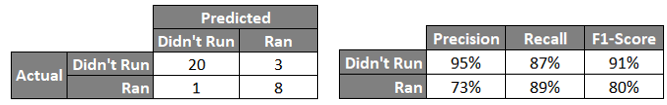 Predicted
Didn't Run Ran
Actual Didn't Run 20 3
Ran 1 8
Precision Recall F1-Score
Didn't Run 95% 87% 91%
Ran 73% 89% 80%